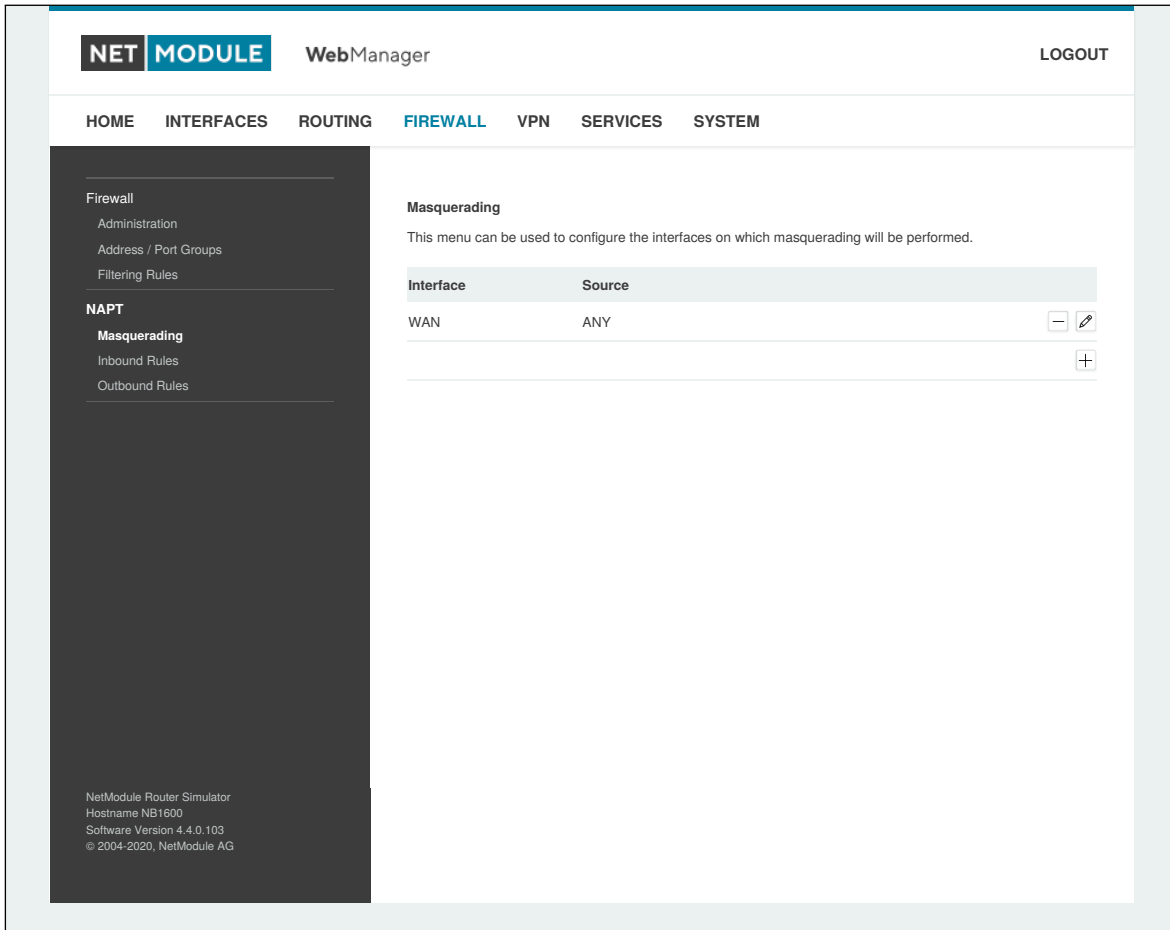 NET MODULE WebManager LOGOUT
HOME INTERFACES ROUTING FIREWALL VPN SERVICES SYSTEM
Firewall
Administration
Address / Port Groups
Filtering Rules
NAPT
Masquerading
Inbound Rules
Outbound Rules
NetModule Router Simulator
Hostname NB1600
Software Version 4.4.0.103
© 2004-2020, NetModule AG
Masquerading
This menu can be used to configure the interfaces on which masquerading will be performed.
Interface Source
WAN ANY